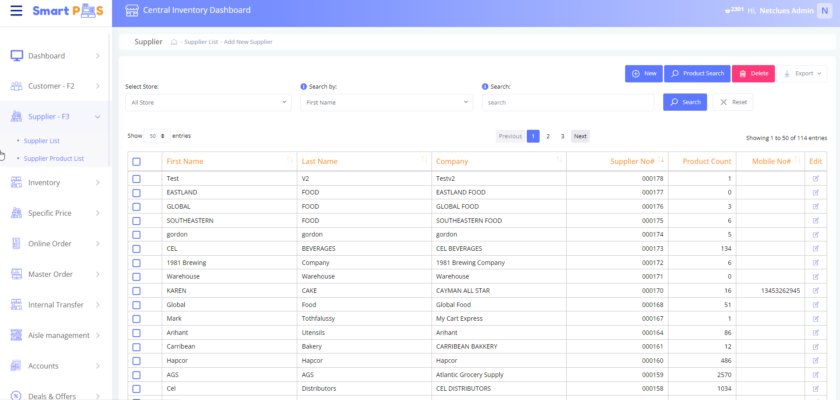 Smart POS
Central Inventory Dashboard
2301 Hi, Netclues Admin N
Dashboard
Customer - F2
Supplier - F3
Supplier List
Supplier Product List
Inventory
Specific Price
Online Order
Master Order
Internal Transfer
Aisle management
Accounts
Deals & Offers
Supplier - Supplier List - Add New Supplier
New Product Search Delete Export
Select Store: Search by: Search:
All Store First Name search Search Reset
Show 50 entries
Previous 1 2 3 Next
Showing 1 to 50 of 114 entries
First Name Last Name Company Supplier No# Product Count Mobile No# Edit
Test V2 Testv2 000178 1
EASTLAND FOOD EASTLAND FOOD 000177 0
GLOBAL FOOD GLOBAL FOOD 000176 3
SOUTHEASTERN FOOD SOUTHEASTERN FOOD 000175 6
gordon gordon gordon 000174 5
CEL BEVERAGES CEL BEVERAGES 000173 134
1981 Brewing Company 1981 Brewing Company 000172 6
Warehouse Warehouse Warehouse 000171 0
KAREN CAKE CAYMAN ALL STAR 000170 16 13453262945
Global Food Global Food 000168 51
Mark Tothfalussy My Cart Express 000167 1
Arihant Utensils Arihant 000164 86
Carribean Bakery CARRIBEAN BAKKERY 000161 12
Hapcor Hapcor Hapcor 000160 486
AGS AGS Atlantic Grocery Supply 000159 2570
Cel Distributors CEL DISTRIBUTORS 000158 1034